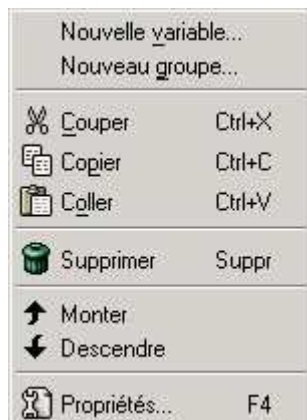 Nouvelle variable...
Nouveau groupe...
Couper Ctrl+X
Copier Ctrl+C
Coller Ctrl+V
Supprimer Suppr
Monter
Descendre
Propriétés... F4